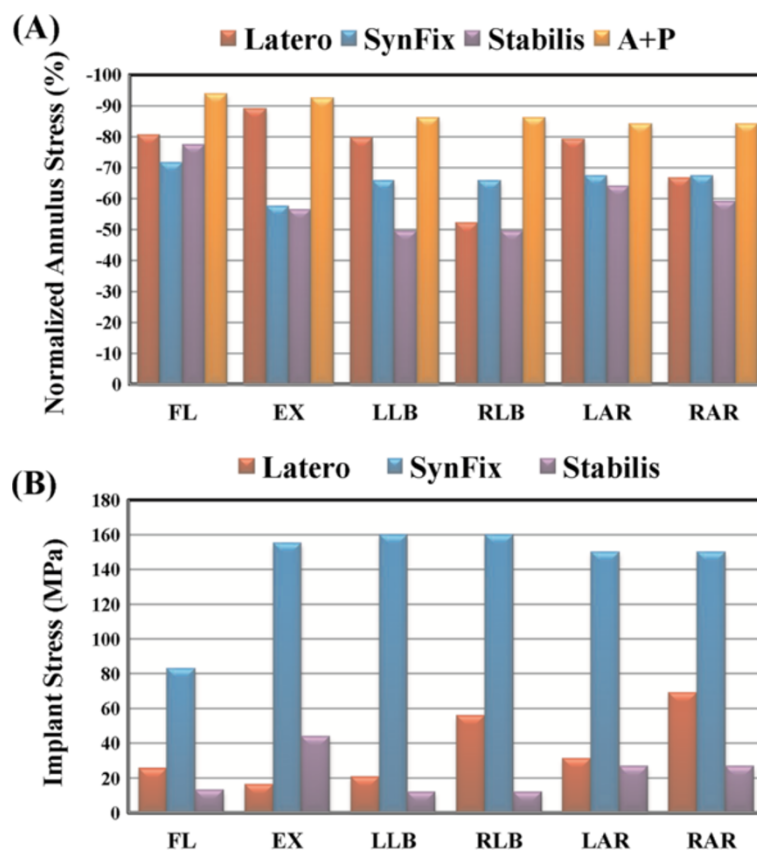 (A)
Latero SynFix Stabilis A+P
Normalized Annulus Stress (%)
-100
-90
-80
-70
-60
-50
-40
-30
-20
-10
0
FL EX LLB RLB LAR RAR
(B)
Latero SynFix Stabilis
Implant Stress (MPa)
180
160
140
120
100
80
60
40
20
0
FL EX LLB RLB LAR RAR